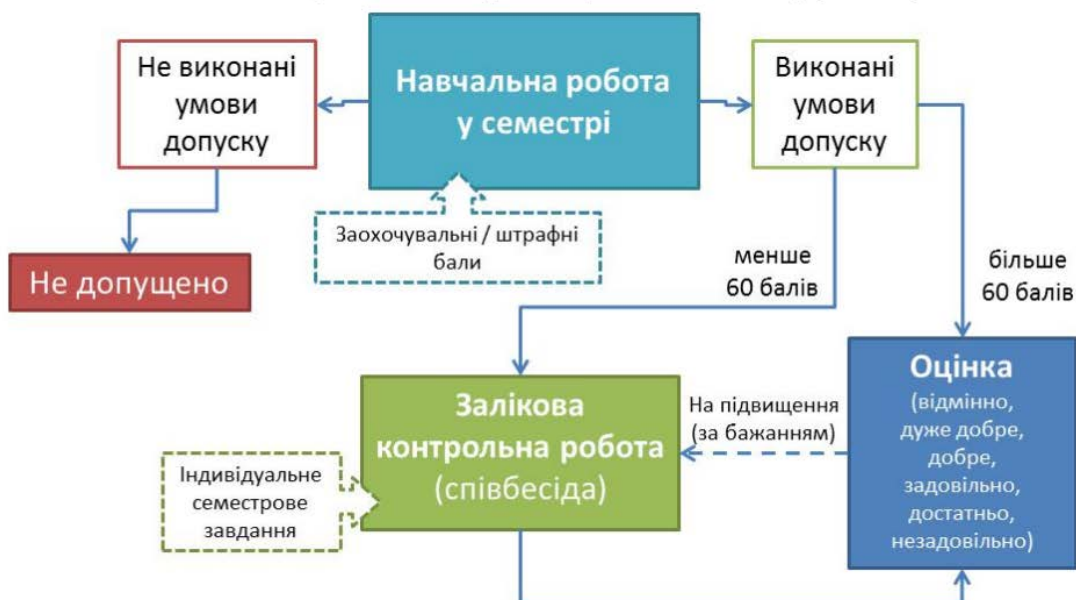 Не виконані
умови
допуску
Навчальна робота
у семестрі
Виконані
умови
допуску
Заохочувальні / штрафні
бали
Не допущено
менше
60 балів
більше
60 балів
Залікова
контрольна робота
(співбесіда)
На підвищення
(за бажанням)
Оцінка
(відмінно,
дуже добре,
добре,
задовільно,
достатньо,
незадовільно)
Індивідуальне
семестрове
завдання